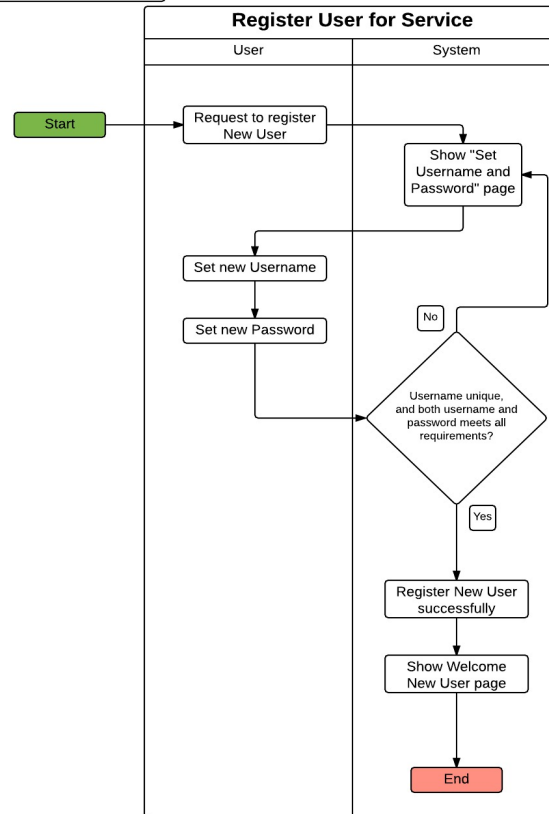 Register User for Service
User
System
Start
Request to register
New User
Show "Set
Username and
Password" page
Set new Username
Set new Password
No
Username unique,
and both username and
password meets all
requirements?
Yes
Register New User
successfully
Show Welcome
New User page
End